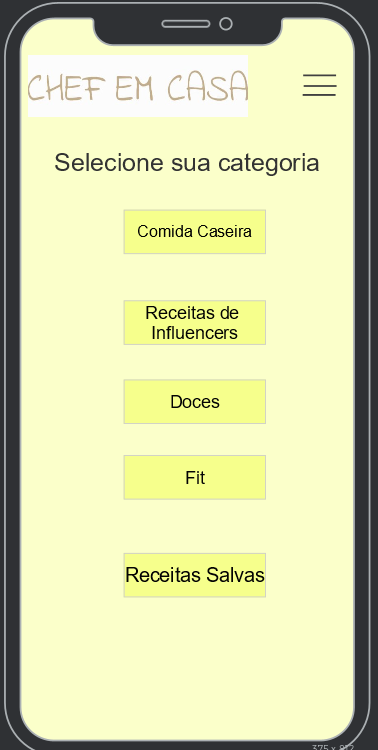 CHEF EM CASA
Selecione sua categoria
Comida Caseira
Receitas de
Influencers
Doces
Fit
Receitas Salvas
375 x 812